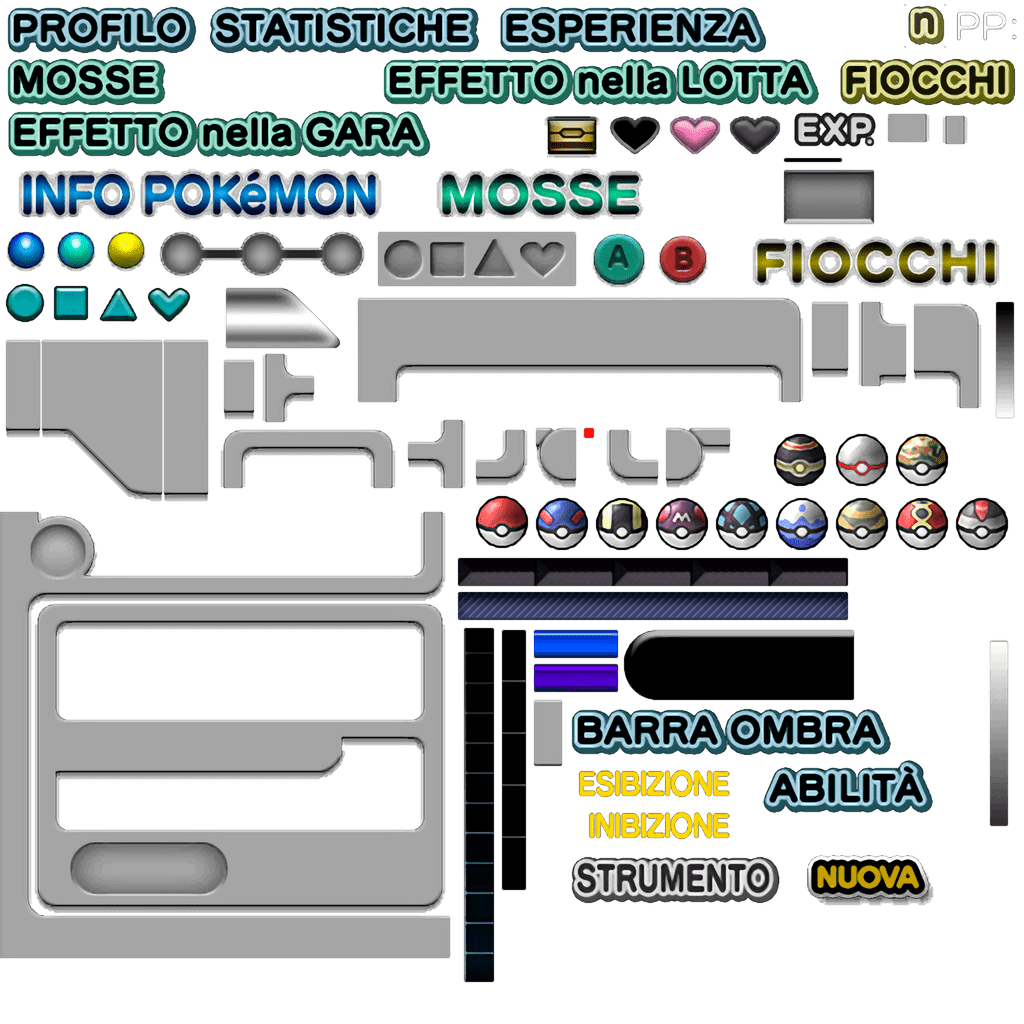 PROFILO STATISTICHE ESPERIENZA n PP:
MOSSE EFFETTO nella LOTTA FIOCCHI
EFFETTO nella GARA EXP.
INFO POKéMON MOSSE
A B FIOCCHI
M
BARRA OMBRA
ESIBIZIONE ABILITÀ
INIBIZIONE
STRUMENTO NUOVA